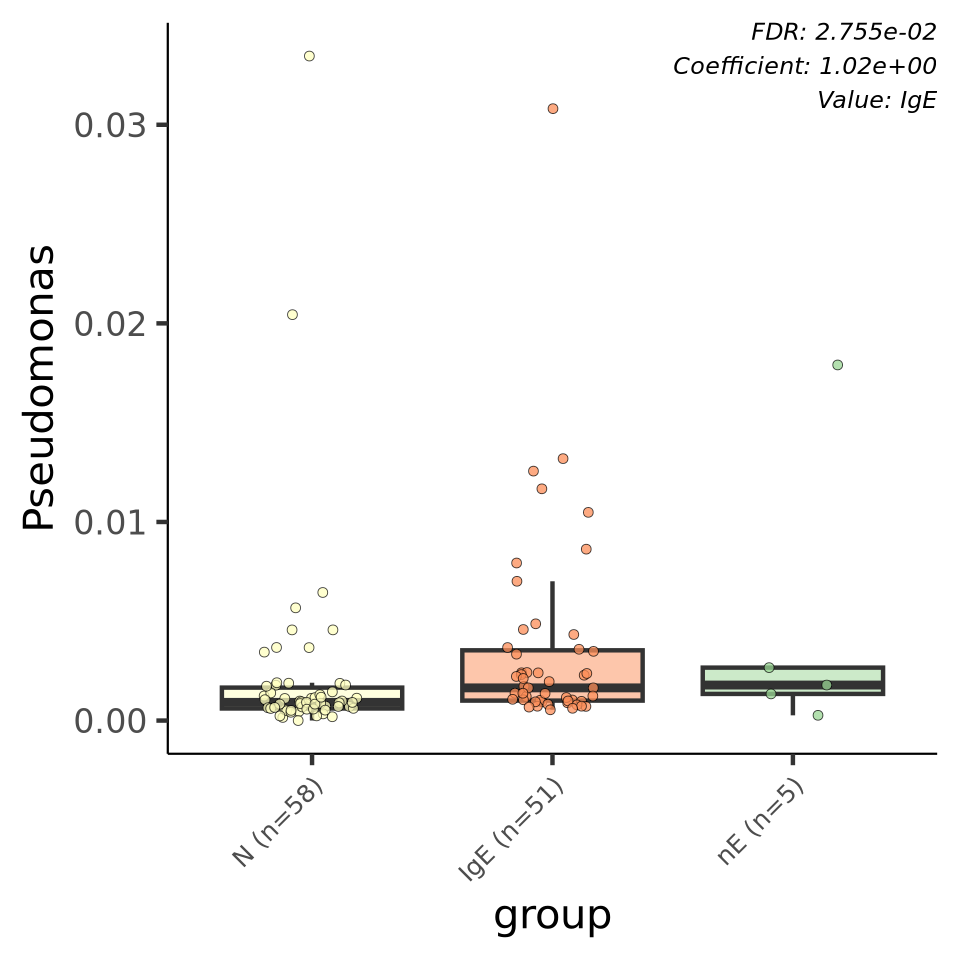 FDR: 2.755e-02
Coefficient: 1.02e+00
Value: IgE
Pseudomonas
0.03
0.02
0.01
0.00
N (n=58)
IgE (n=51)
nE (n=5)
group